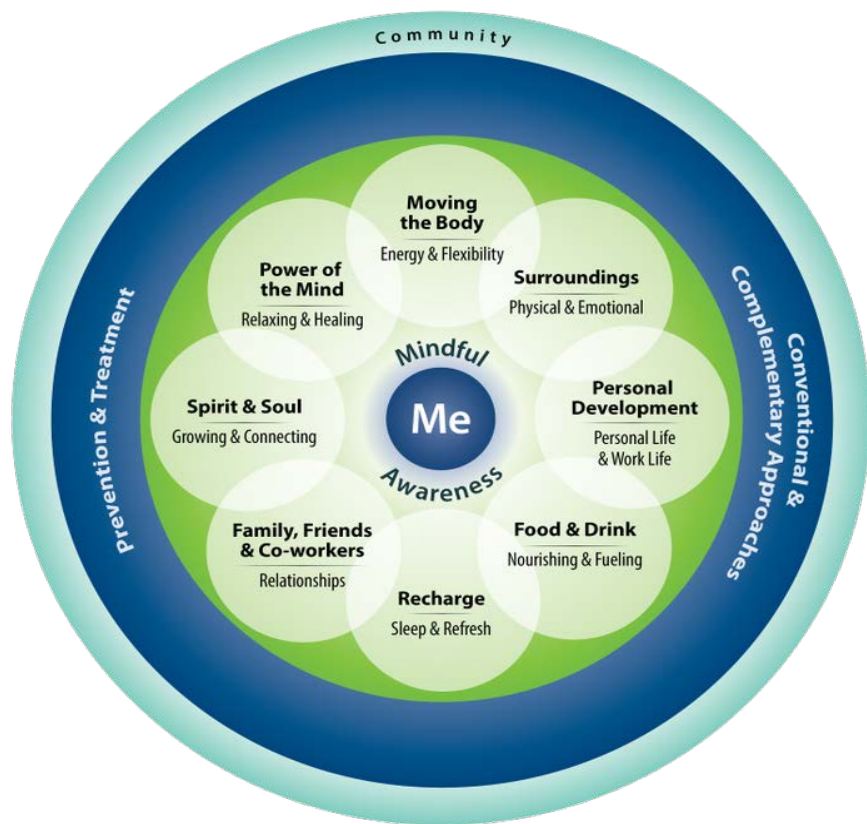 Community
Prevention & Treatment
Conventional &
Complementary Approaches
Moving
the Body
Energy & Flexibility
Surroundings
Physical & Emotional
Personal
Development
Personal Life
& Work Life
Food & Drink
Nourishing & Fueling
Recharge
Sleep & Refresh
Family, Friends
& Co-workers
Relationships
Spirit & Soul
Growing & Connecting
Power of
the Mind
Relaxing & Healing
Mindful
Me
Awareness